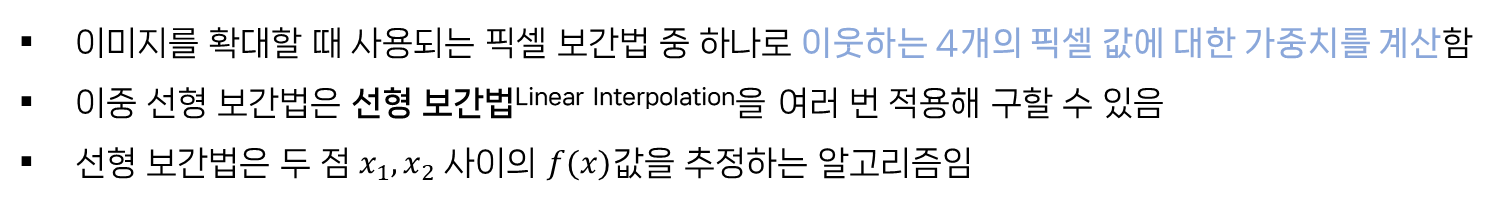 ▪ 이미지를 확대할 때 사용되는 픽셀 보간법 중 하나로 이웃하는 4개의 픽셀 값에 대한 가중치를 계산함
▪ 이중 선형 보간법은 선형 보간법Linear Interpolation을 여러 번 적용해 구할 수 있음
▪ 선형 보간법은 두 점 x₁, x₂ 사이의 f(x)값을 추정하는 알고리즘임